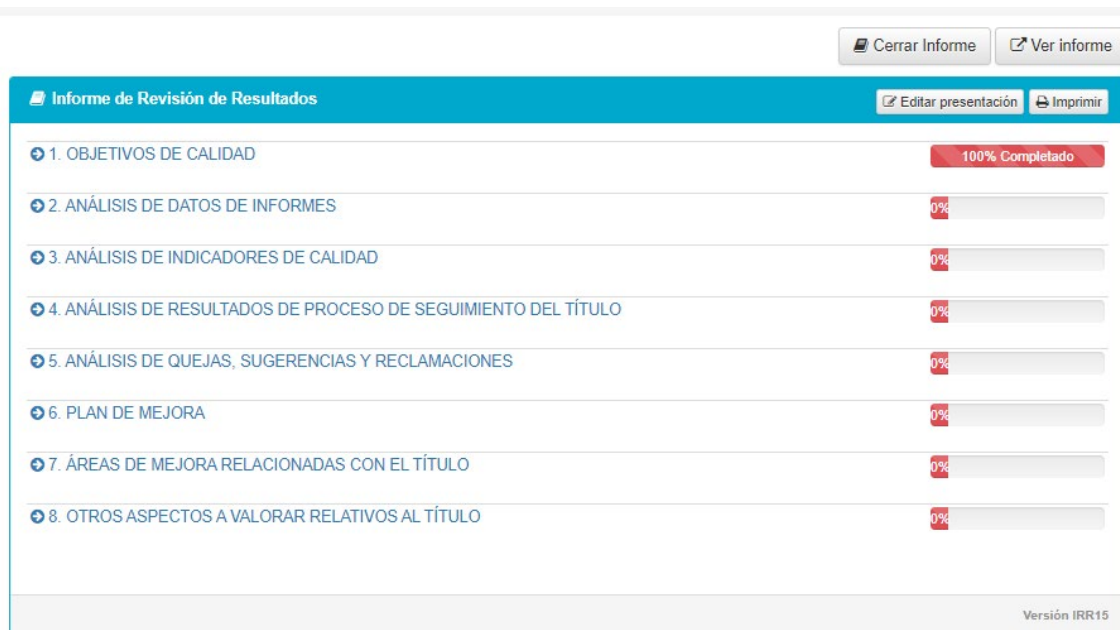 Cerrar Informe
Ver informe
Informe de Revisión de Resultados
Editar presentación
Imprimir
1. OBJETIVOS DE CALIDAD
100% Completado
2. ANÁLISIS DE DATOS DE INFORMES
0%
3. ANÁLISIS DE INDICADORES DE CALIDAD
0%
4. ANÁLISIS DE RESULTADOS DE PROCESO DE SEGUIMIENTO DEL TÍTULO
0%
5. ANÁLISIS DE QUEJAS, SUGERENCIAS Y RECLAMACIONES
0%
6. PLAN DE MEJORA
0%
7. ÁREAS DE MEJORA RELACIONADAS CON EL TÍTULO
0%
8. OTROS ASPECTOS A VALORAR RELATIVOS AL TÍTULO
0%
Versión IRR15